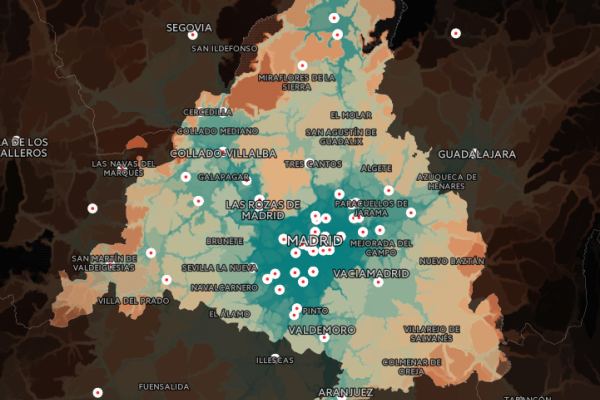 SEGOVIA
SAN ILDEFONSO
MIRAFLORES DE LA
SIERRA
CERCEDILLA
EL MOLAR
COLLADO MEDIANO
SAN AGUSTÍN DE
GUADALIX
A DE LOS
ALLEROS
COLLADO-VILLALBA
GUADALAJARA
LAS NAVAS DEL
MARQUÉS
TRES CANTOS
ALGETE
GALAPAGAR
AZUQUECA DE
HENARES
LAS ROZAS DE
MADRID
PARACUELLOS DE
JARAMA
BRUNETE
MADRID
MEJORADA DEL
CAMPO
SAN MARTÍN DE
VALDEIGLESIAS
SEVILLA LA NUEVA
VACIAMADRID
NUEVO BAZTÁN
NAVALCARNERO
VILLA DEL PRADO
EL ÁLAMO
PINTO
VALDEMORO
VILLAREJO DE
SALVANÉS
ILLESCAS
COLMENAR DE
OREJA
FUENSALIDA
ARANJUEZ
TARANCÓN